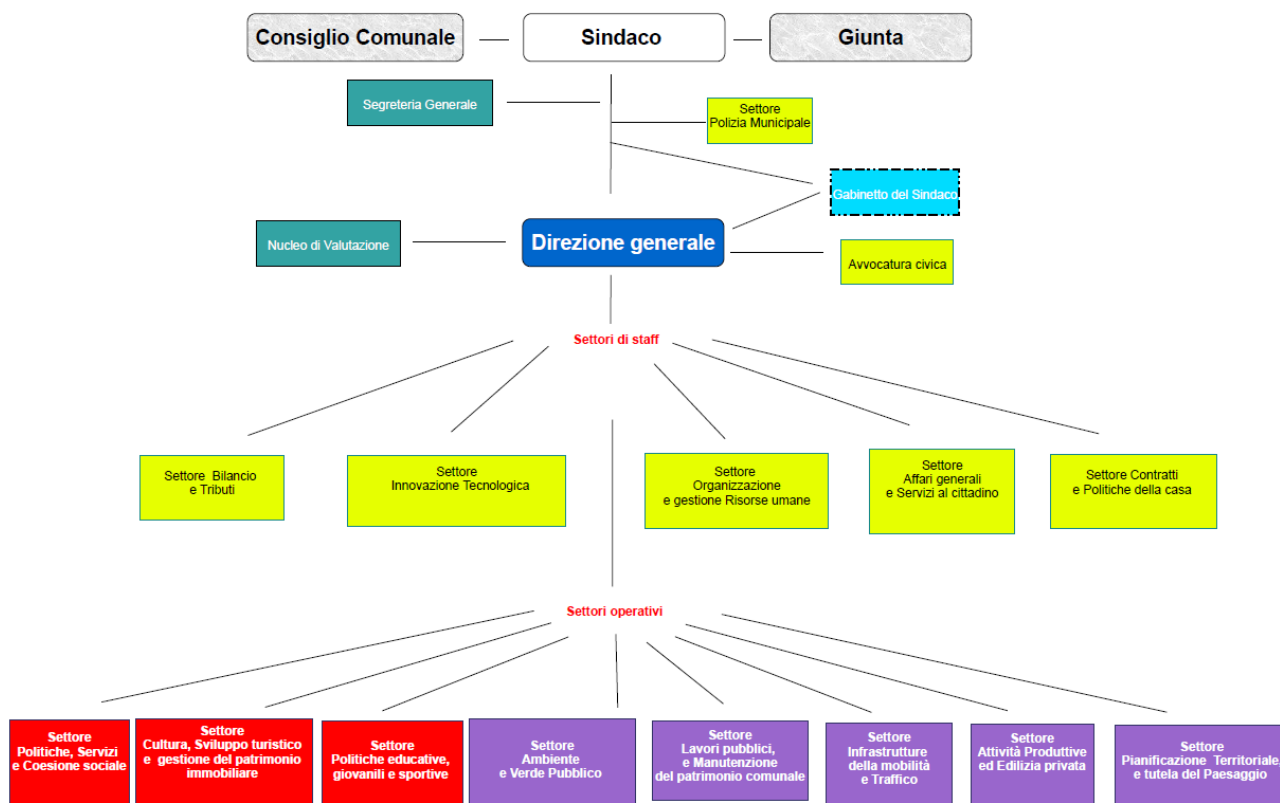 Consiglio Comunale
Sindaco
Giunta
Segreteria Generale
Settore
Polizia Municipale
Gabinetto del Sindaco
Nucleo di Valutazione
Direzione generale
Avvocatura civica
Settori di staff
Settore Bilancio
e Tributi
Settore
Innovazione Tecnologica
Settore
Organizzazione
e gestione Risorse umane
Settore
Affari generali
e Servizi al cittadino
Settore Contratti
e Politiche della casa
Settori operativi
Settore
Politiche, Servizi
e Coesione sociale
Settore
Cultura, Sviluppo turistico
e gestione del patrimonio
immobiliare
Settore
Politiche educative,
giovanili e sportive
Settore
Ambiente
e Verde Pubblico
Settore
Lavori pubblici,
e Manutenzione
del patrimonio comunale
Settore
Infrastrutture
della mobilità
e Traffico
Settore
Attività Produttive
ed Edilizia privata
Settore
Pianificazione Territoriale,
e tutela del Paesaggio